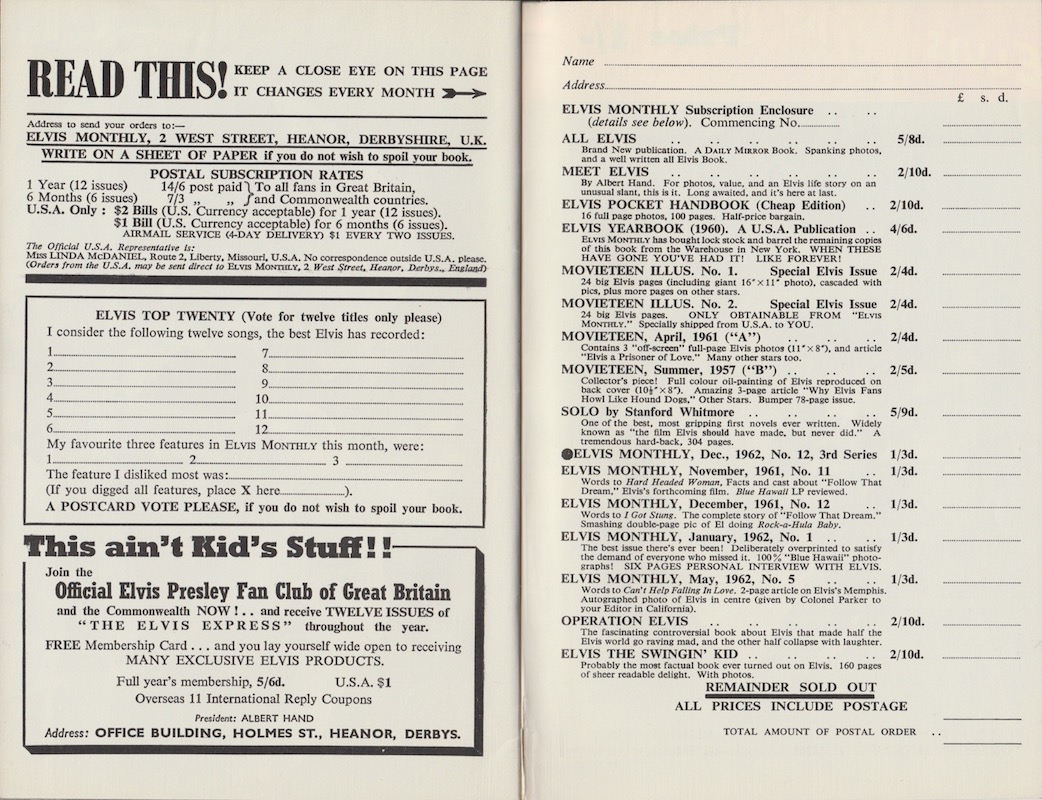 READ THIS!
KEEP A CLOSE EYE ON THIS PAGE
IT CHANGES EVERY MONTH
Address to send your orders to:—
ELVIS MONTHLY, 2 WEST STREET, HEANOR, DERBYSHIRE, U.K.
WRITE ON A SHEET OF PAPER if you do not wish to spoil your book.
POSTAL SUBSCRIPTION RATES
1 Year (12 issues) 14/6 post paid } To all fans in Great Britain,
6 Months (6 issues) 7/3 „ „ } and Commonwealth countries.
U.S.A. Only : $2 Bills (U.S. Currency acceptable) for 1 year (12 issues).
$1 Bill (U.S. Currency acceptable) for 6 months (6 issues).
AIRMAIL SERVICE (4-DAY DELIVERY) $1 EVERY TWO ISSUES.
The Official U.S.A. Representative is:
MISS LINDA McDANIEL, Route 2, Liberty, Missouri, U.S.A. No correspondence outside U.S.A. please.
(Orders from the U.S.A. may be sent direct to ELVIS MONTHLY, 2 West Street, Heanor, Derbys., England)
ELVIS TOP TWENTY (Vote for twelve titles only please)
I consider the following twelve songs, the best Elvis has recorded:
1 7
2 8
3 9
4 10
5 11
6 12
My favourite three features in ELVIS MONTHLY this month, were:
1 2 3
The feature I disliked most was:
(If you digged all features, place X here ).
A POSTCARD VOTE PLEASE, if you do not wish to spoil your book.
This ain't Kid's Stuff!!
Join the
Official Elvis Presley Fan Club of Great Britain
and the Commonwealth NOW ! . . and receive TWELVE ISSUES of
"THE ELVIS EXPRESS" throughout the year.
FREE Membership Card . . . and you lay yourself wide open to receiving
MANY EXCLUSIVE ELVIS PRODUCTS.
Full year's membership, 5/6d. U.S.A. $1
Overseas 11 International Reply Coupons
President: ALBERT HAND
Address: OFFICE BUILDING, HOLMES ST., HEANOR, DERBYS.
Name
Address
£ s. d.
ELVIS MONTHLY Subscription Enclosure .. ..
(details see below). Commencing No.
ALL ELVIS .. .. .. .. .. .. 5/8d.
Brand New publication. A DAILY MIRROR Book. Spanking photos,
and a well written all Elvis Book.
MEET ELVIS .. .. .. .. .. .. 2/10d.
By Albert Hand. For photos, value, and an Elvis life story on an
unusual slant, this is it. Long awaited, and it's here at last.
ELVIS POCKET HANDBOOK (Cheap Edition) .. 2/10d.
16 full page photos, 100 pages. Half-price bargain.
ELVIS YEARBOOK (1960). A U.S.A. Publication .. 4/6d.
ELVIS MONTHLY has bought lock stock and barrel the remaining copies
of this book from the Warehouse in New York. WHEN THESE
HAVE GONE YOU'VE HAD IT! LIKE FOREVER!
MOVIETEEN ILLUS. No. 1. Special Elvis Issue 2/4d.
24 big Elvis pages (including giant 16″×11″ photo), cascaded with
pics, plus more pages on other stars.
MOVIETEEN ILLUS. No. 2. Special Elvis Issue 2/4d.
24 big Elvis pages. ONLY OBTAINABLE FROM "ELVIS
MONTHLY." Specially shipped from U.S.A. to YOU.
MOVIETEEN, April, 1961 ("A") .. .. .. 2/4d.
Contains 3 "off-screen" full-page Elvis photos (11″×8″), and article
"Elvis a Prisoner of Love." Many other stars too.
MOVIETEEN, Summer, 1957 ("B") .. .. .. 2/5d.
Collector's piece! Full colour oil-painting of Elvis reproduced on
back cover (10½″×8″). Amazing 3-page article "Why Elvis Fans
Howl Like Hound Dogs," Other Stars. Bumper 78-page issue.
SOLO by Stanford Whitmore .. .. .. .. 5/9d.
One of the best, most gripping first novels ever written. Widely
known as "the film Elvis should have made, but never did." A
tremendous hard-back, 304 pages.
●ELVIS MONTHLY, Dec., 1962, No. 12, 3rd Series 1/3d.
ELVIS MONTHLY, November, 1961, No. 11 .. 1/3d.
Words to Hard Headed Woman, Facts and cast about "Follow That
Dream," Elvis's forthcoming film. Blue Hawaii LP reviewed.
ELVIS MONTHLY, December, 1961, No. 12 .. 1/3d.
Words to I Got Stung. The complete story of "Follow That Dream."
Smashing double-page pic of El doing Rock-a-Hula Baby.
ELVIS MONTHLY, January, 1962, No. 1 .. .. 1/3d.
The best issue there's ever been! Deliberately overprinted to satisfy
the demand of everyone who missed it. 100% "Blue Hawaii" photo-
graphs! SIX PAGES PERSONAL INTERVIEW WITH ELVIS.
ELVIS MONTHLY, May, 1962, No. 5 .. .. 1/3d.
Words to Can't Help Falling In Love. 2-page article on Elvis's Memphis.
Autographed photo of Elvis in centre (given by Colonel Parker to
your Editor in California).
OPERATION ELVIS .. .. .. .. .. 2/10d.
The fascinating controversial book about Elvis that made half the
Elvis world go raving mad, and the other half collapse with laughter.
ELVIS THE SWINGIN' KID .. .. .. .. 2/10d.
Probably the most factual book ever turned out on Elvis. 160 pages
of sheer readable delight. With photos.
REMAINDER SOLD OUT
ALL PRICES INCLUDE POSTAGE
TOTAL AMOUNT OF POSTAL ORDER ..